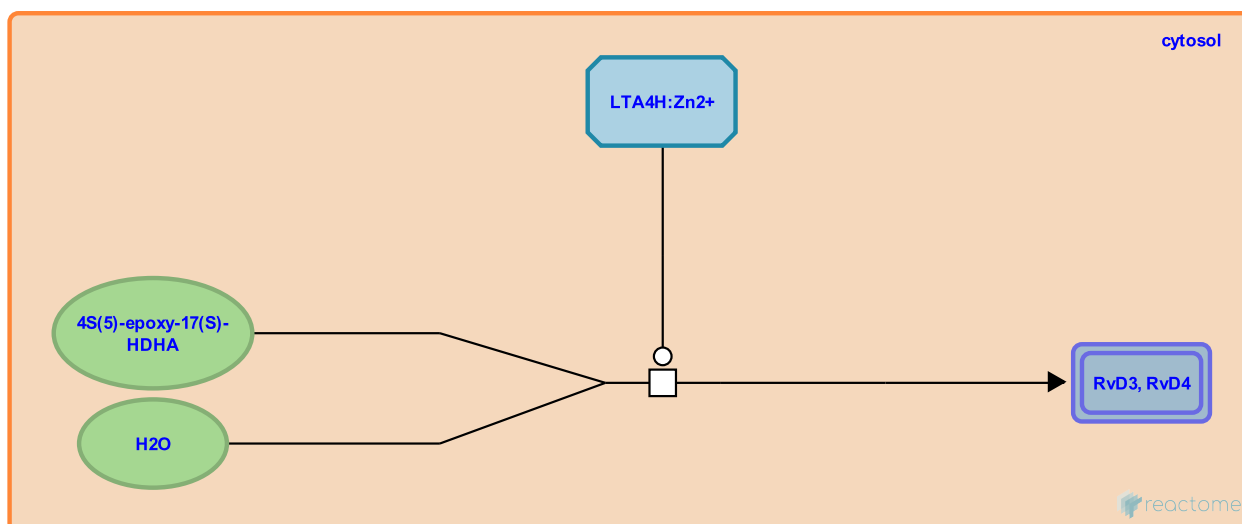 cytosol
LTA4H:Zn2+
4S(5)-epoxy-17(S)-
HDHA
RvD3, RvD4
H2O
reactome